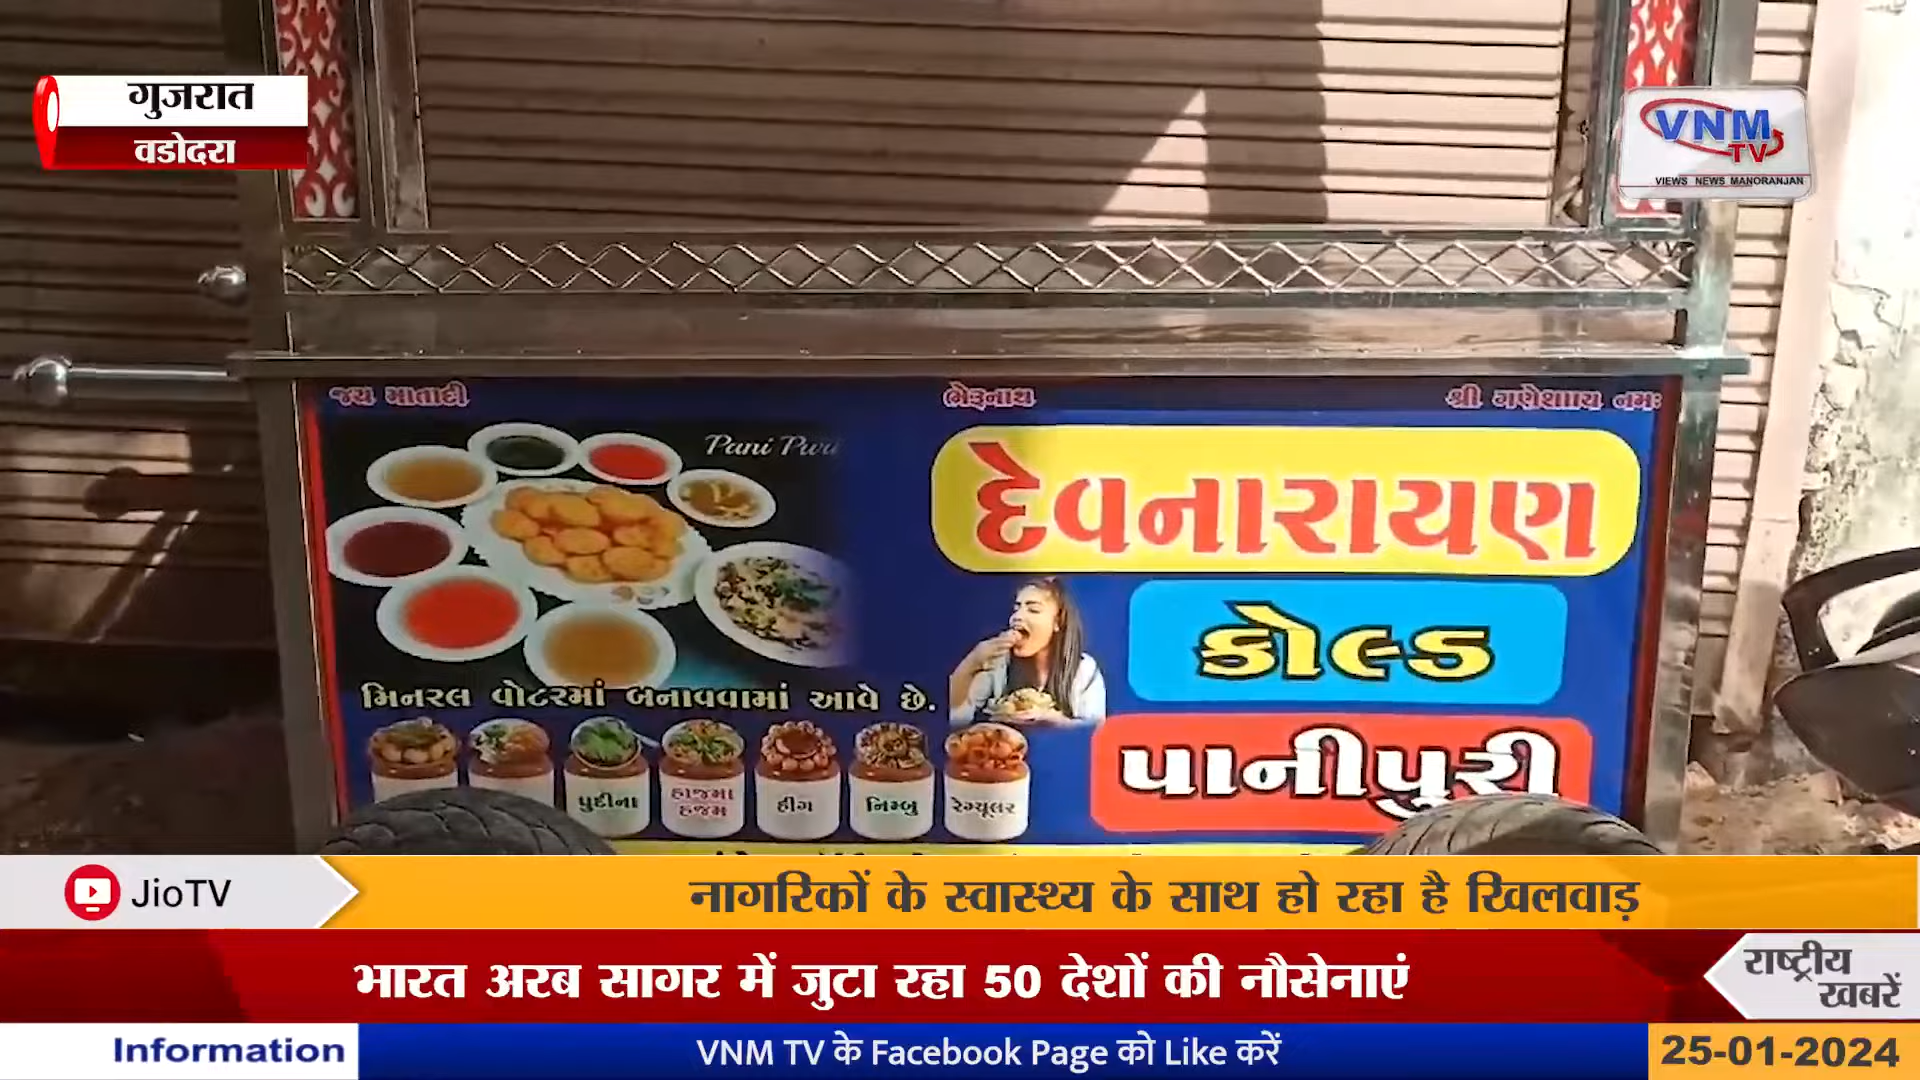 गुजरात
वडोदरा
VNM
TV
VIEWS NEWS MANORANJAN
જય માતાદી
ભેરૂનાથ
શ્રી ગણેશાય નમઃ
Pani Puri
દેવનારાયણ
કોલ્ડ
પાનીપુરી
મિનરલ વોટરમાં બનાવવામાં આવે છે.
પુદીના
હાજમા
હજમ
હીંગ
નિમ્બુ
રેગ્યૂલર
JioTV
नागरिकों के स्वास्थ्य के साथ हो रहा है खिलवाड़
भारत अरब सागर में जुटा रहा 50 देशों की नौसेनाएं
राष्ट्रीय
खबरें
Information
VNM TV के Facebook Page को Like करें
25-01-2024